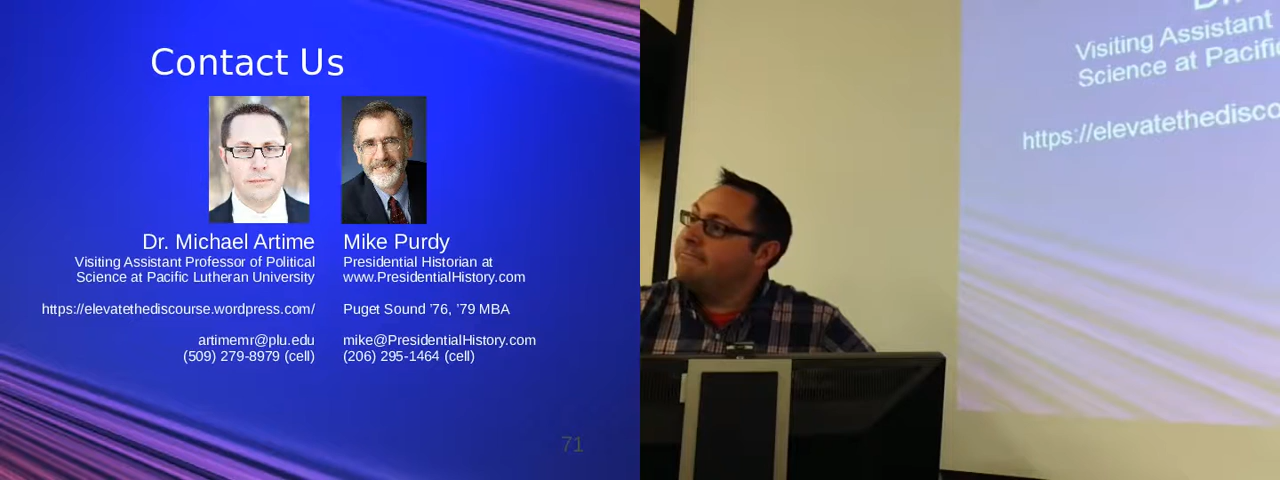 Contact Us
Dr. Michael Artime
Visiting Assistant Professor of Political
Science at Pacific Lutheran University
https://elevatethediscourse.wordpress.com/
artimemr@plu.edu
(509) 279-8979 (cell)
Mike Purdy
Presidential Historian at
www.PresidentialHistory.com
Puget Sound '76, '79 MBA
mike@PresidentialHistory.com
(206) 295-1464 (cell)
71
Visiting Assistant
Science at Pacific
https://elevatethedisco